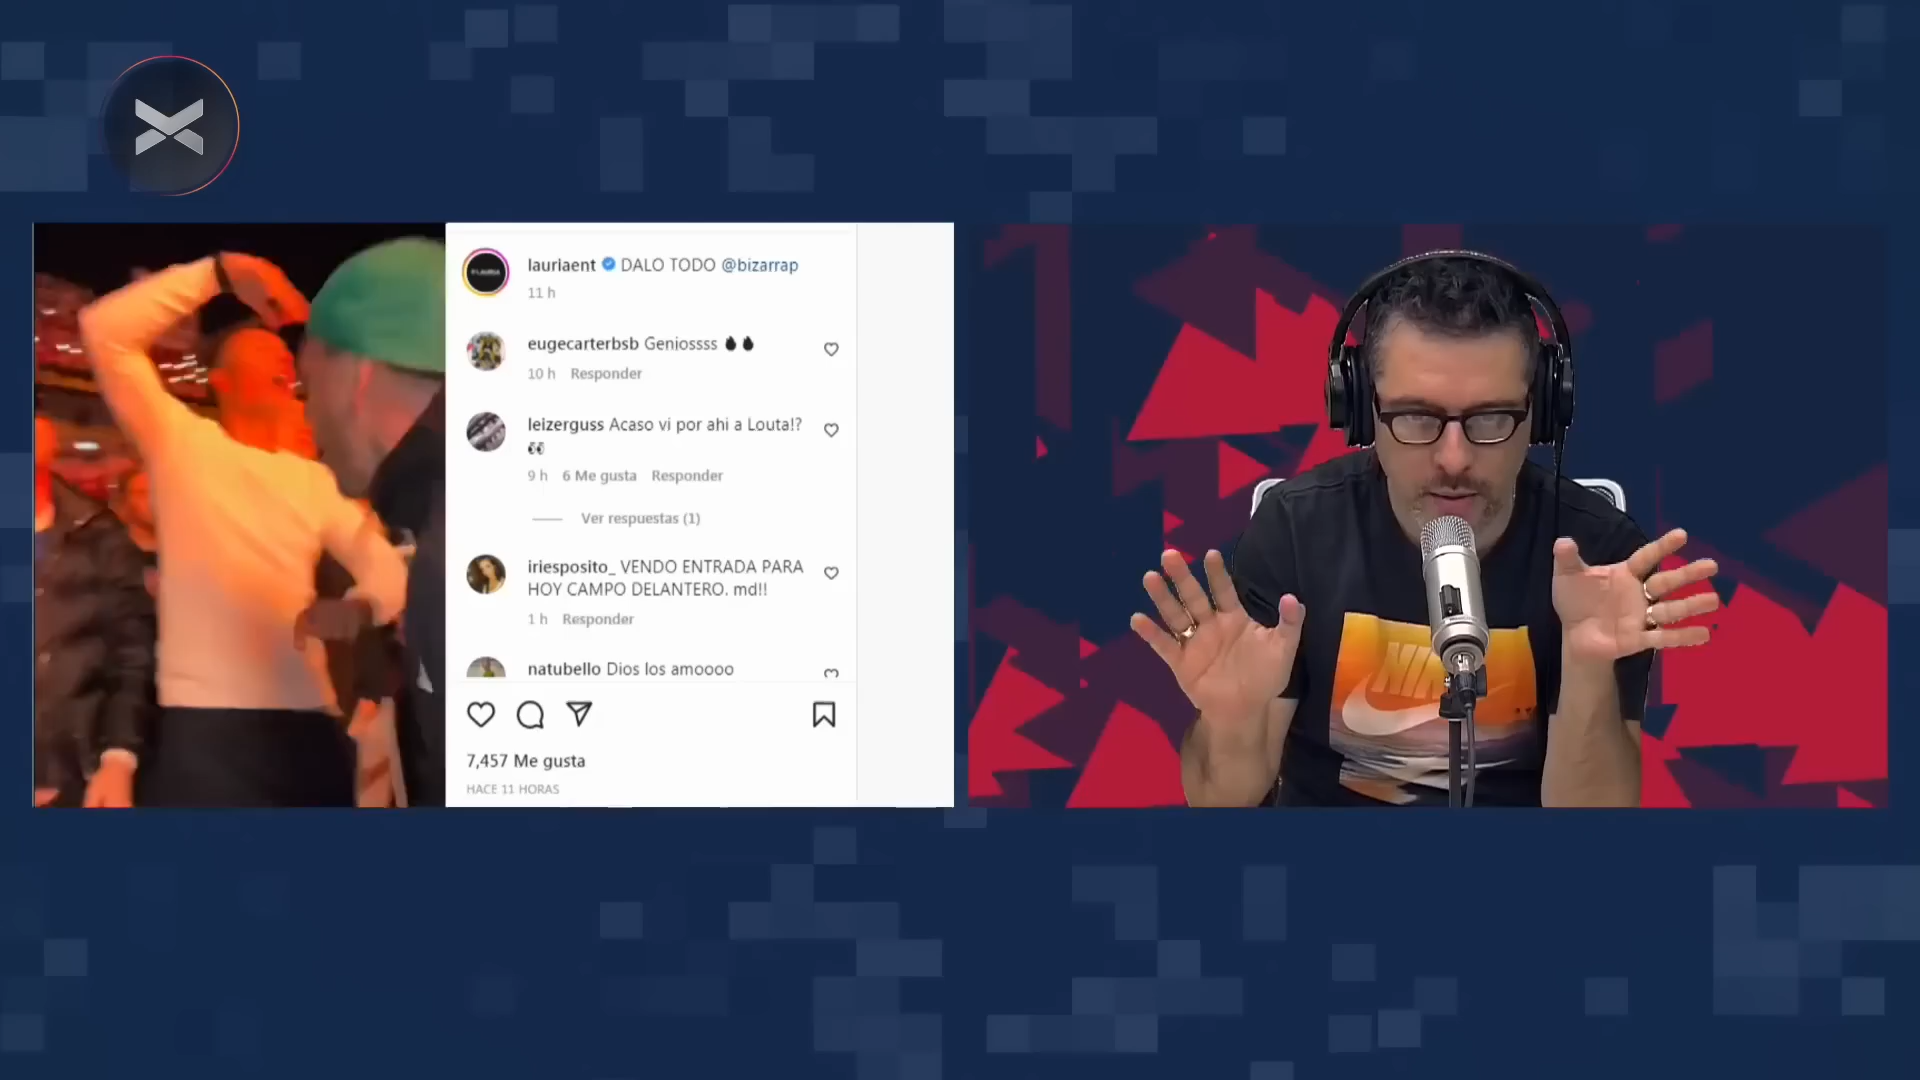 lauriaent DALO TODO @bizarrap
11 h
eugecarterbsb Geniossss
10 h Responder
leizerguss Acaso vi por ahi a Louta!?
9 h 6 Me gusta Responder
Ver respuestas (1)
iriesposito_ VENDO ENTRADA PARA
HOY CAMPO DELANTERO. md!!
1 h Responder
natubello Dios los amoooo
7,457 Me gusta
HACE 11 HORAS